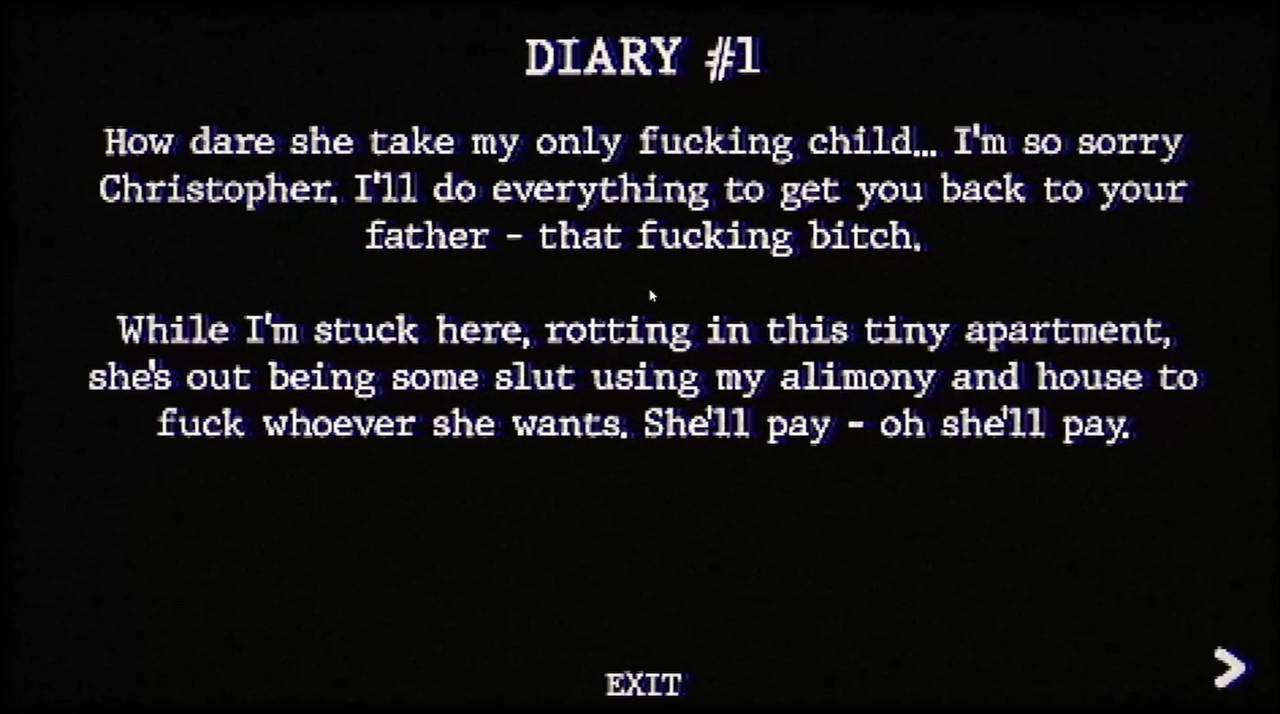 DIARY #1
How dare she take my only fucking child... I'm so sorry
Christopher. I'll do everything to get you back to your
father - that fucking bitch.
While I'm stuck here, rotting in this tiny apartment,
she's out being some slut using my alimony and house to
fuck whoever she wants. She'll pay - oh she'll pay.
EXIT
>